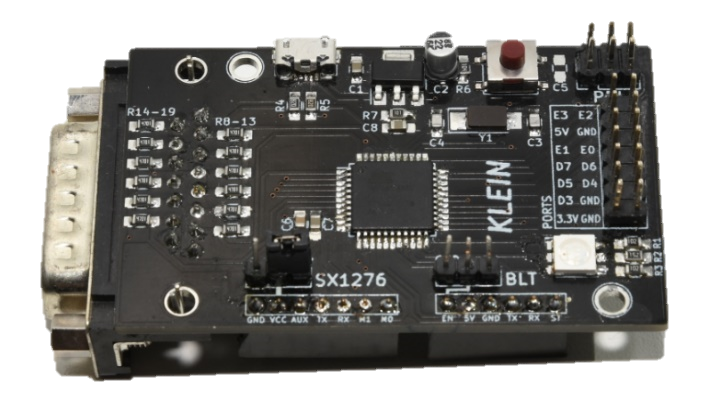 C1
C2
R6
C5
R14-19
R8-13
R4
R5
R7
C8
C4
Y1
C3
E3 E2
5V GND
E1 E0
D7 D6
D5 D4
D3 GND
3.3V GND
PORTS
KLEIN
C6
C7
R3 R2 R1
SX1276
BLT
GND VCC AUX TX RX M1 M0
EN 5V GND TX RX ST